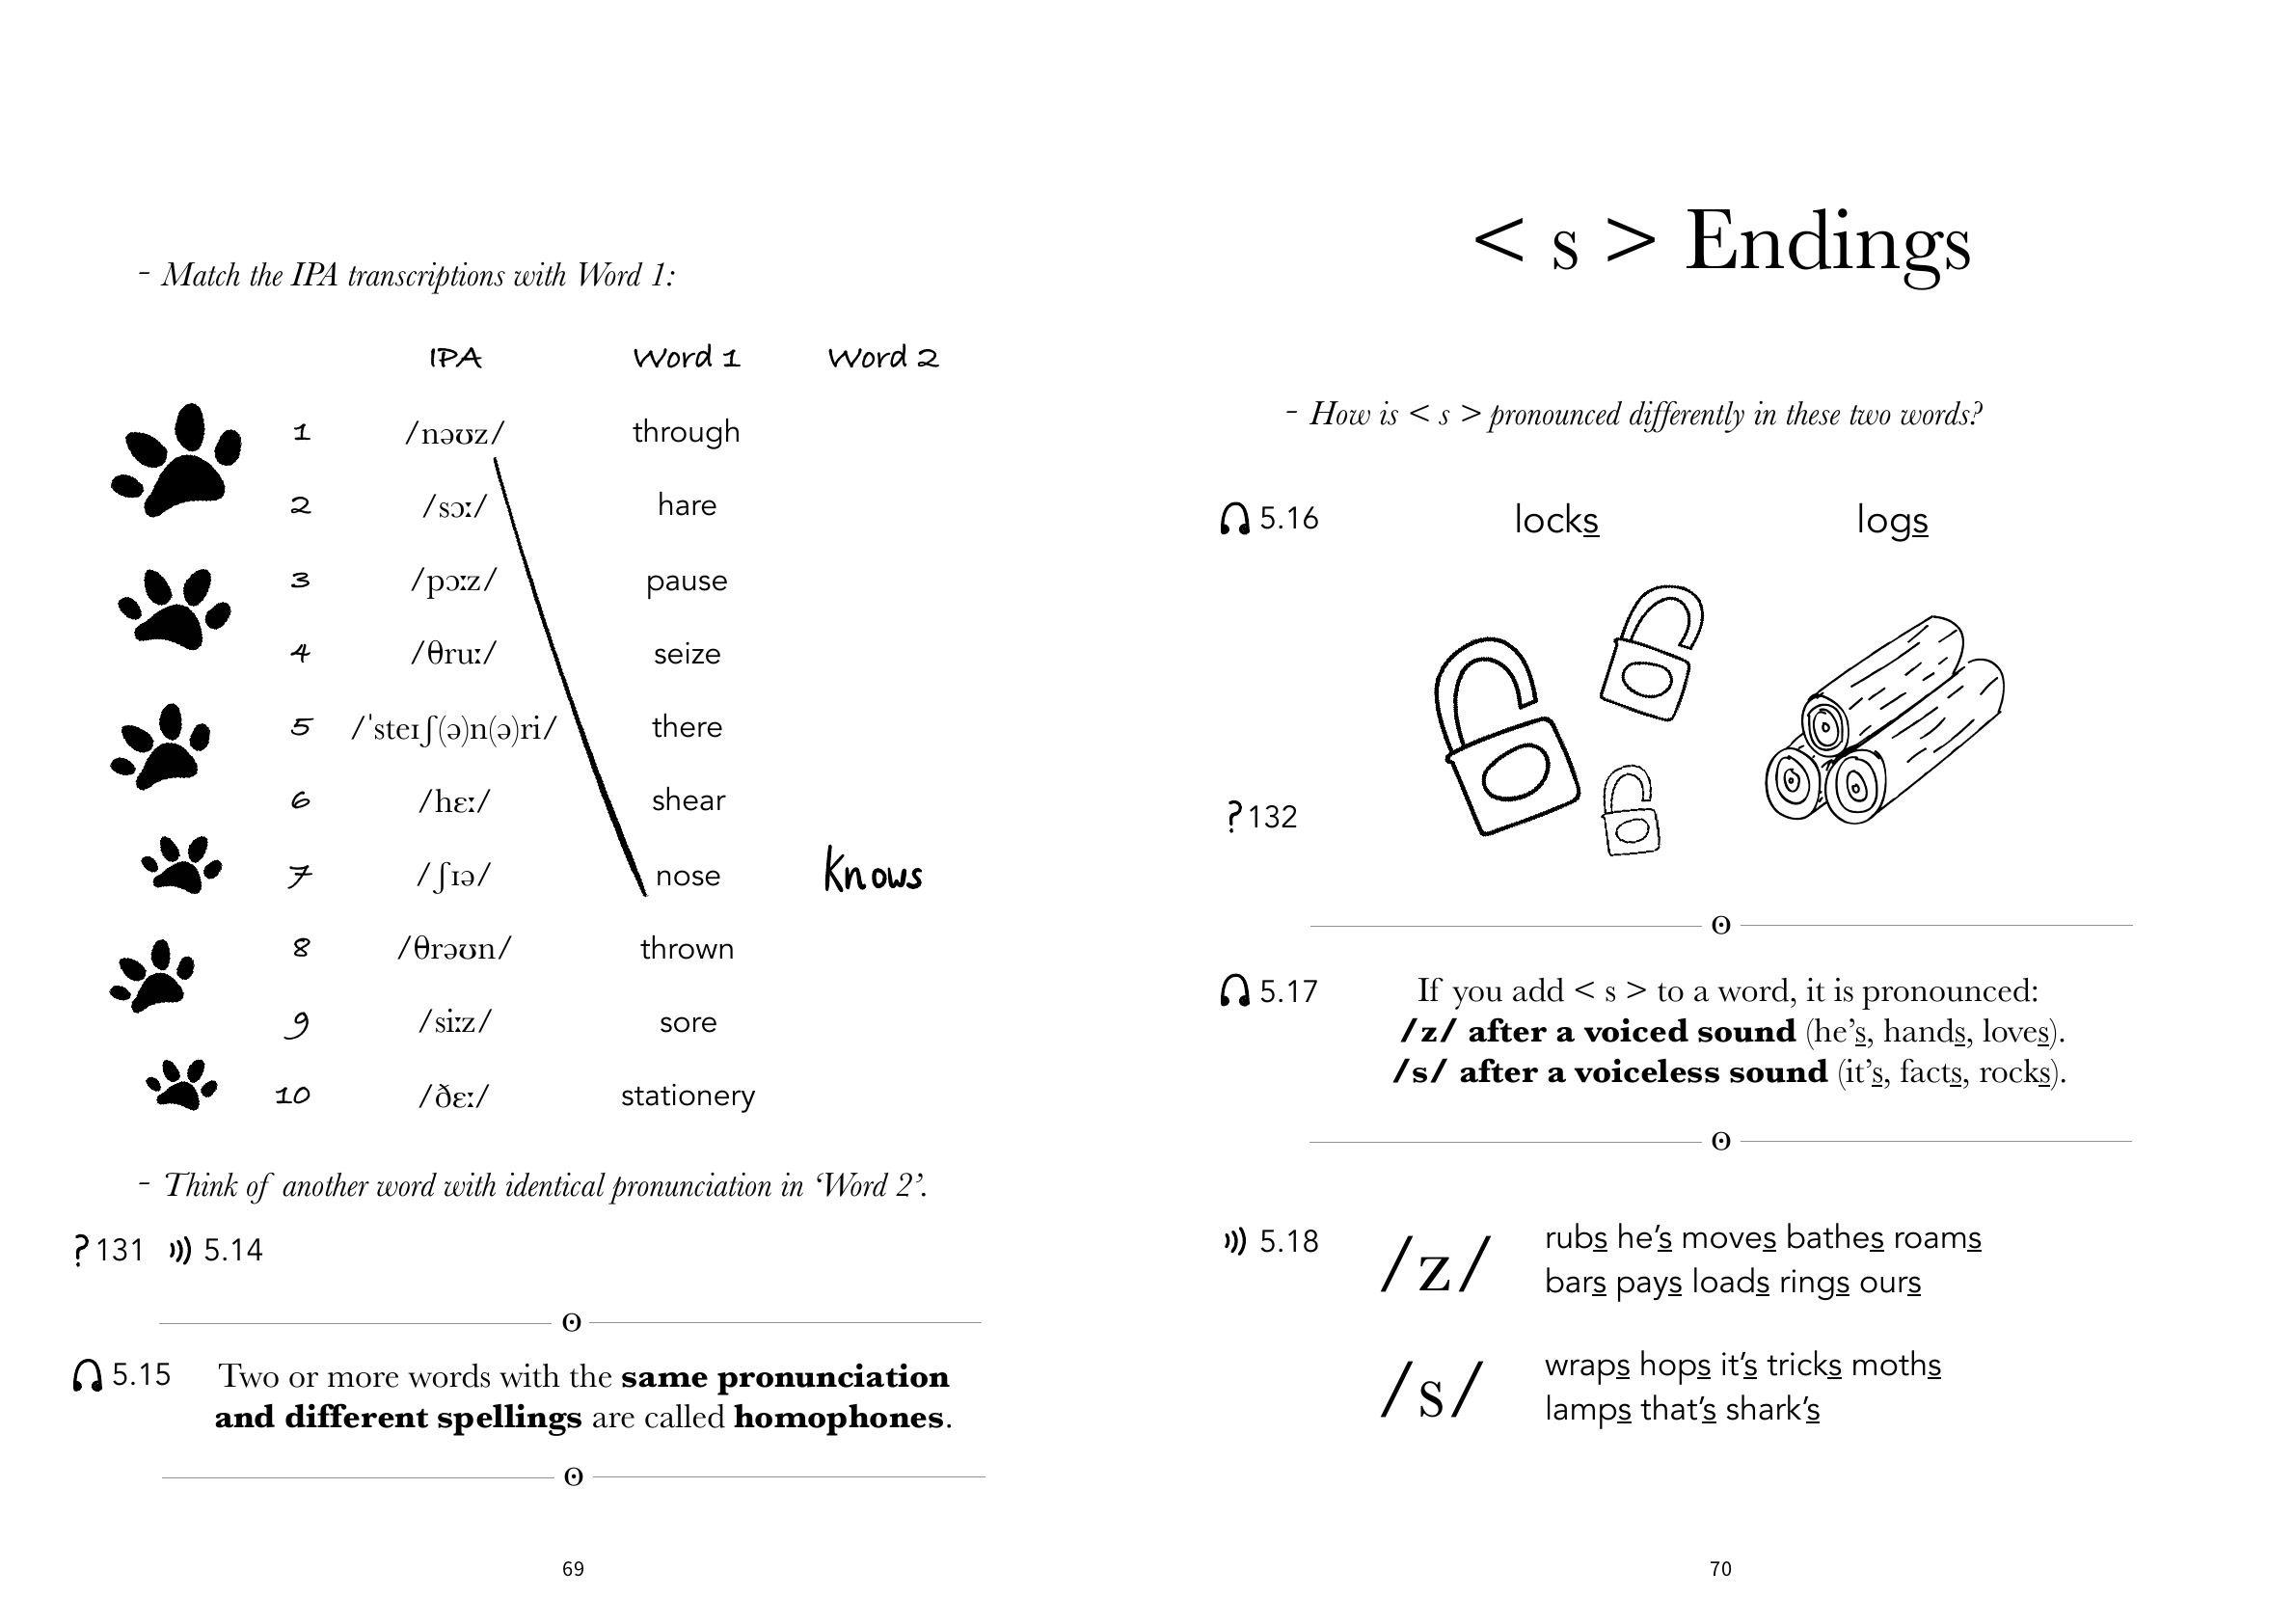 - Match the IPA transcriptions with Word 1:
IPA Word 1 Word 2
1 /nəʊz/ through
2 /sɔː/ hare
3 /pɔːz/ pause
4 /θruː/ seize
5 /ˈsteɪʃ(ə)n(ə)ri/ there
6 /hɛː/ shear
7 /ʃɪə/ nose Knows
8 /θrəʊn/ thrown
9 /siːz/ sore
10 /ðɛː/ stationery
- Think of another word with identical pronunciation in ‘Word 2’.
?131 5.14
5.15 Two or more words with the same pronunciation
and different spellings are called homophones.
69
< s > Endings
- How is < s > pronounced differently in these two words?
5.16 locks logs
?132
5.17 If you add < s > to a word, it is pronounced:
/z/ after a voiced sound (he’s, hands, loves).
/s/ after a voiceless sound (it’s, facts, rocks).
5.18 /z/ rubs he’s moves bathes roams
bars pays loads rings ours
/s/ wraps hops it’s tricks moths
lamps that’s shark’s
70